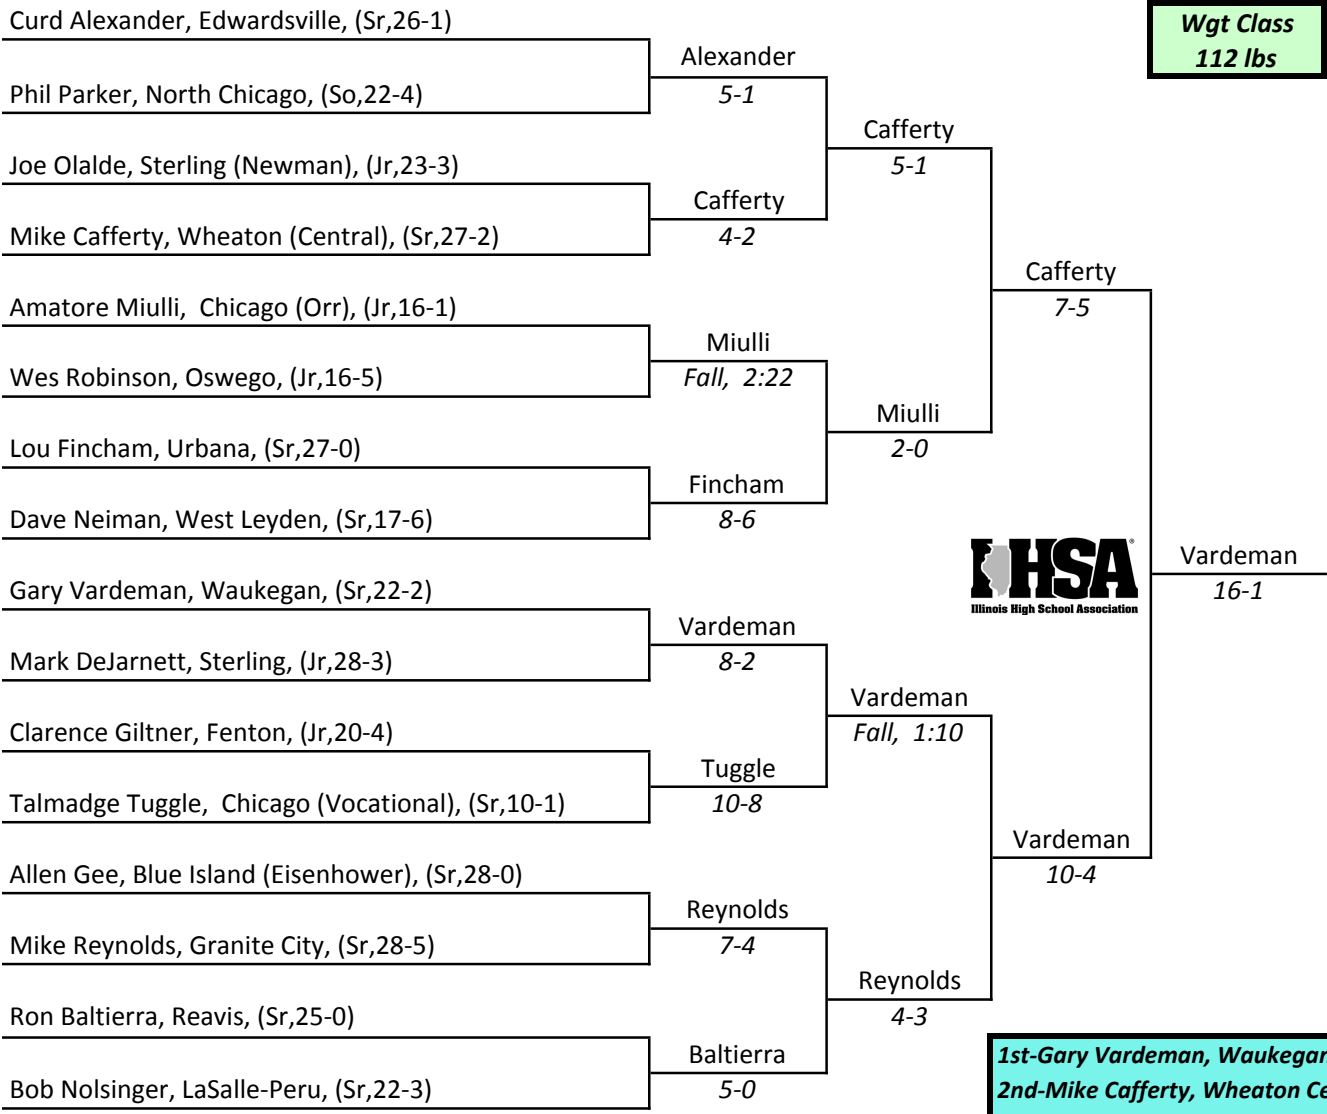 Curd Alexander, Edwardsville, (Sr,26-1)
Wgt Class
112 lbs
Alexander
Phil Parker, North Chicago, (So,22-4)
5-1
Cafferty
Joe Olalde, Sterling (Newman), (Jr,23-3)
5-1
Cafferty
Mike Cafferty, Wheaton (Central), (Sr,27-2)
4-2
Cafferty
Amatore Miulli,  Chicago (Orr), (Jr,16-1)
7-5
Miulli
Wes Robinson, Oswego, (Jr,16-5)
Fall,  2:22
Miulli
Lou Fincham, Urbana, (Sr,27-0)
2-0
Fincham
Dave Neiman, West Leyden, (Sr,17-6)
8-6
IHSA
Illinois High School Association
Vardeman
Gary Vardeman, Waukegan, (Sr,22-2)
16-1
Vardeman
Mark DeJarnett, Sterling, (Jr,28-3)
8-2
Vardeman
Clarence Giltner, Fenton, (Jr,20-4)
Fall,  1:10
Tuggle
Talmadge Tuggle,  Chicago (Vocational), (Sr,10-1)
10-8
Vardeman
Allen Gee, Blue Island (Eisenhower), (Sr,28-0)
10-4
Reynolds
Mike Reynolds, Granite City, (Sr,28-5)
7-4
Reynolds
Ron Baltierra, Reavis, (Sr,25-0)
4-3
Baltierra
Bob Nolsinger, LaSalle-Peru, (Sr,22-3)
5-0
1st-Gary Vardeman, Waukegan
2nd-Mike Cafferty, Wheaton Ce